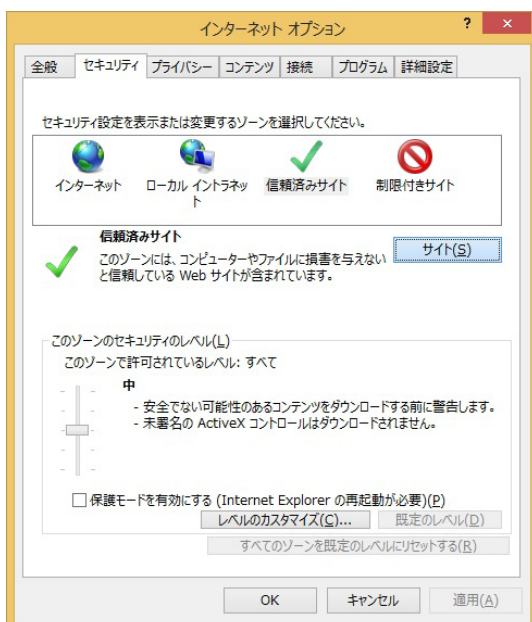 インターネット オプション
? ×
全般 セキュリティ プライバシー コンテンツ 接続 プログラム 詳細設定
セキュリティ設定を表示または変更するゾーンを選択してください。
インターネット ローカル イントラネッ 信頼済みサイト 制限付きサイト
ト
信頼済みサイト
このゾーンには、コンピューターやファイルに損害を与えない
と信頼している Web サイトが含まれています。
サイト(S)
このゾーンのセキュリティのレベル(L)
このゾーンで許可されているレベル: すべて
中
- 安全でない可能性のあるコンテンツをダウンロードする前に警告します。
- 未署名の ActiveX コントロールはダウンロードされません。
保護モードを有効にする (Internet Explorer の再起動が必要)(P)
レベルのカスタマイズ(C)... 既定のレベル(D)
すべてのゾーンを既定のレベルにリセットする(R)
OK キャンセル 適用(A)